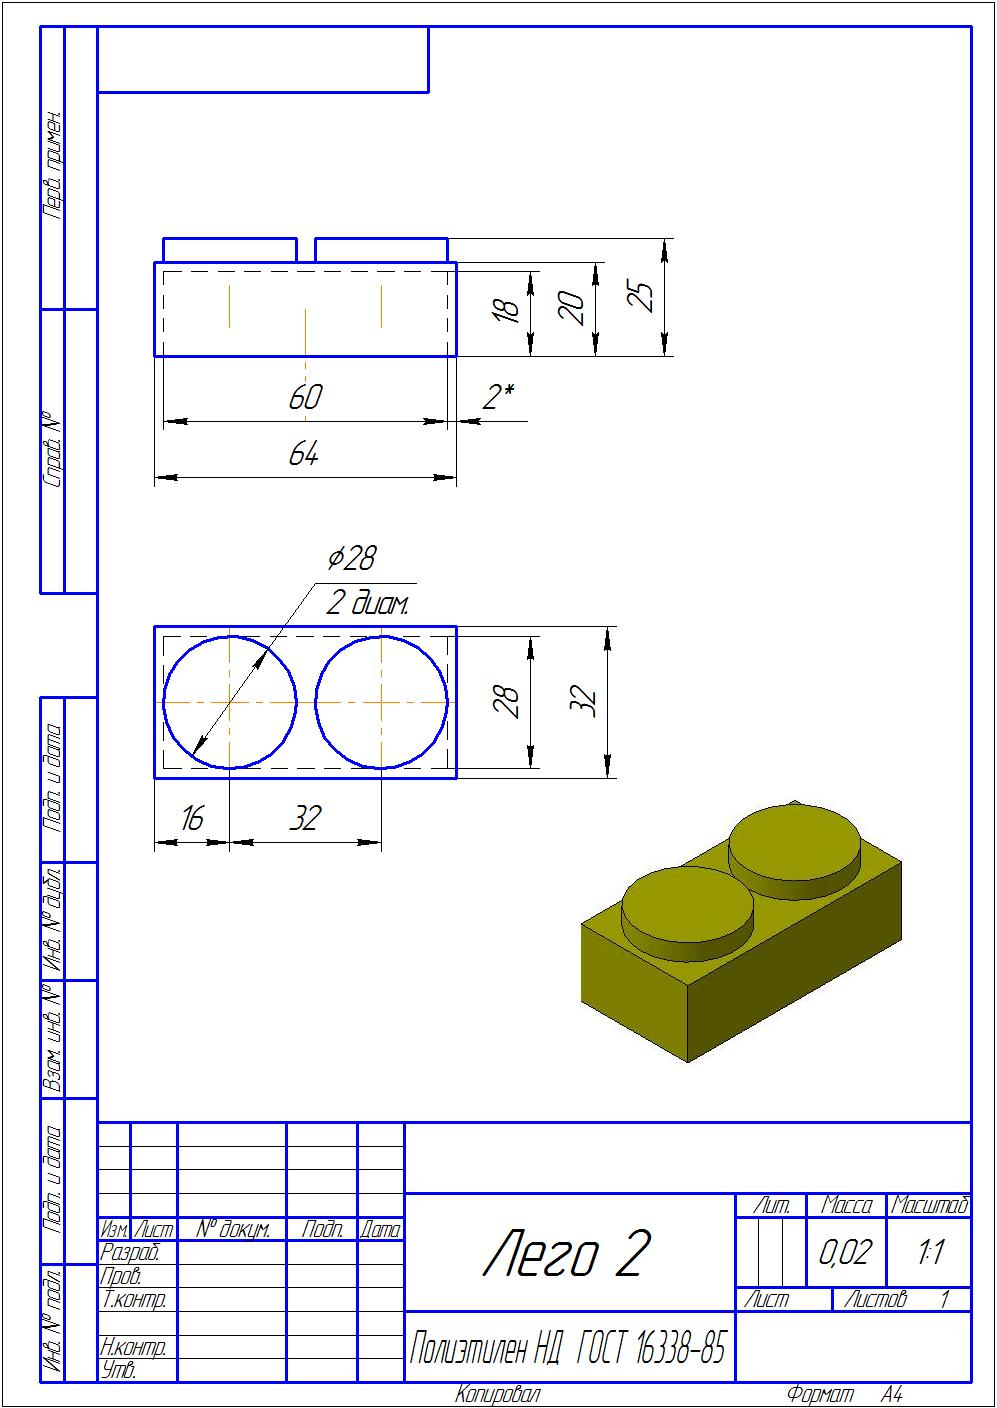 Перв. примен.
Справ. №
Подп. и дата
Инв. № дубл.
Взам. инв. №
Подп. и дата
Инв. № подл.
18
20
25
60
2*
64
⌀28
2 диам.
28
32
16
32
Изм. Лист № докум. Подп. Дата
Разраб.
Пров.
Т.контр.
Н.контр.
Утв.
Лего 2
Полиэтилен НД ГОСТ 16338-85
Лит. Масса Масштаб
0,02 1:1
Лист Листов 1
Копировал Формат А4